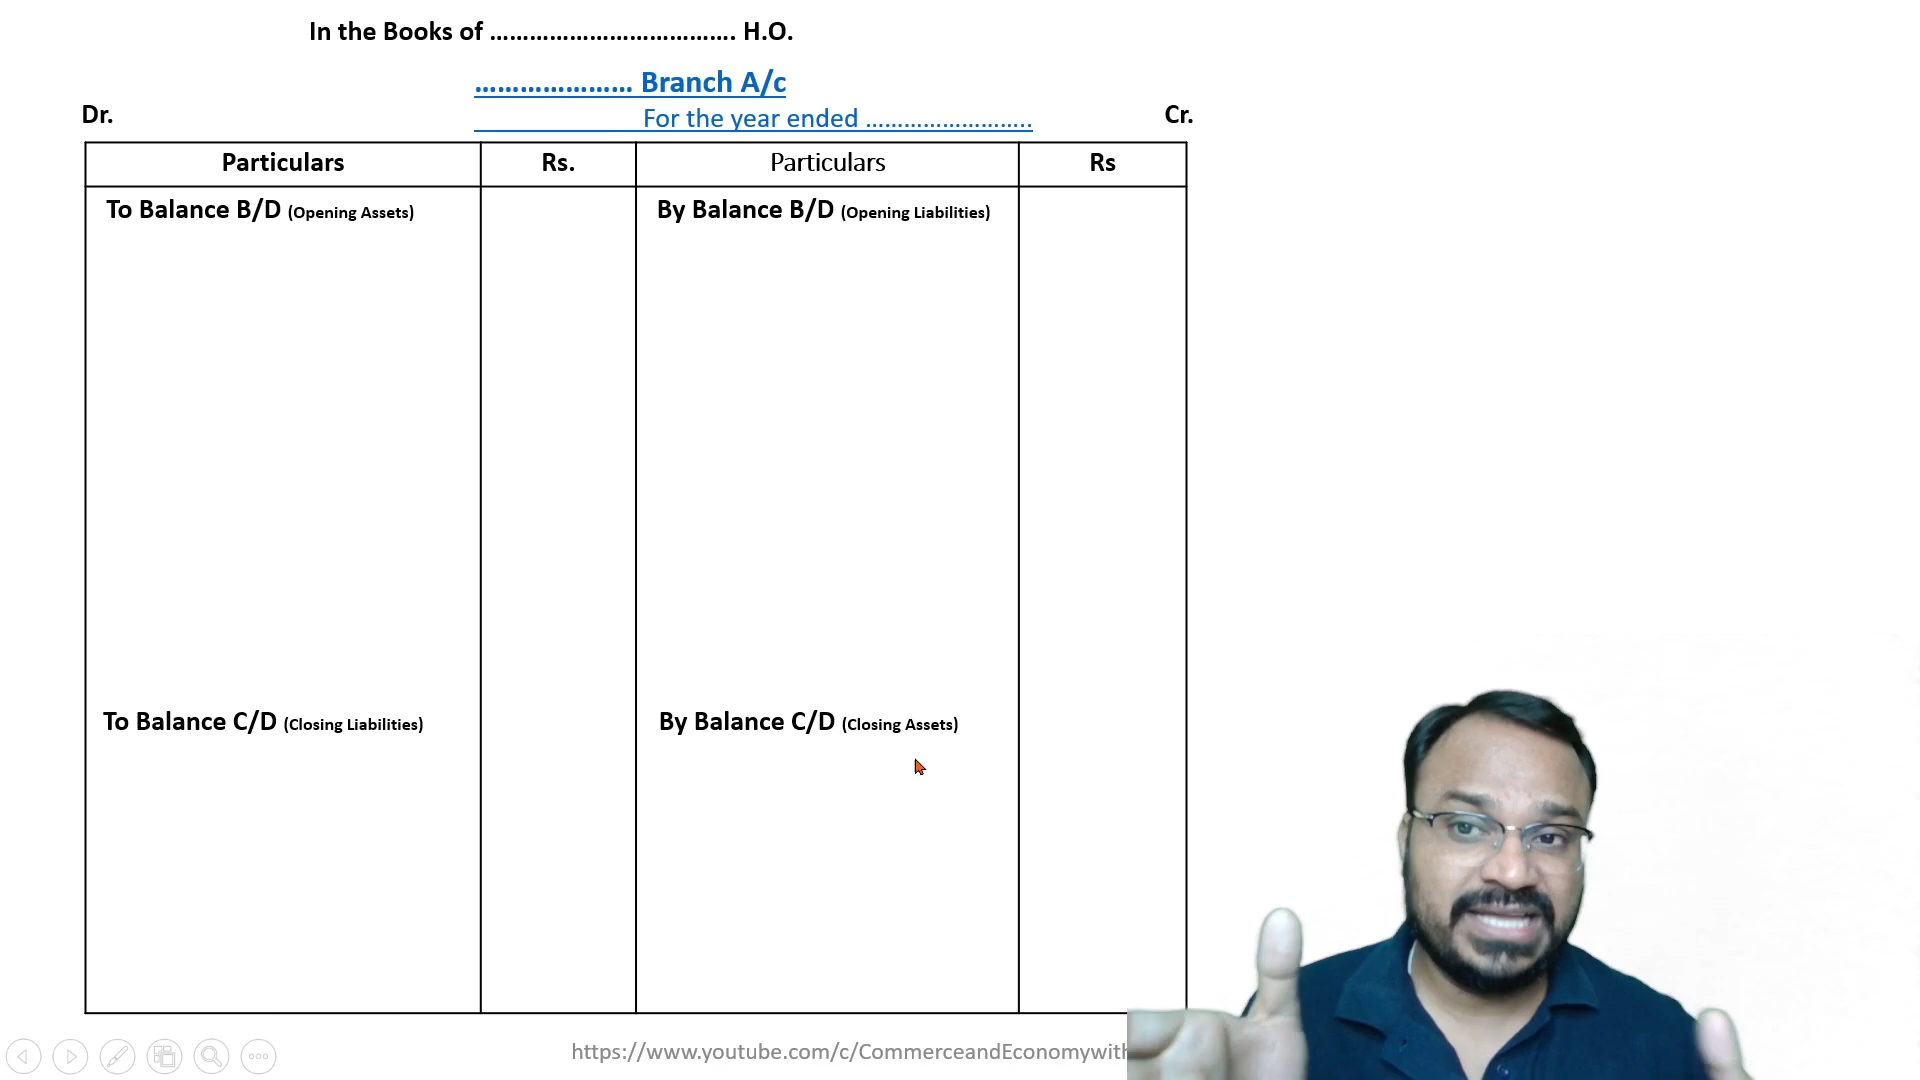 In the Books of ………………………………. H.O.
………………… Branch A/c
Dr.
For the year ended ……………………..
Cr.
Particulars Rs. Particulars Rs
To Balance B/D (Opening Assets) By Balance B/D (Opening Liabilities)
To Balance C/D (Closing Liabilities) By Balance C/D (Closing Assets)
https://www.youtube.com/c/CommerceandEconomywith